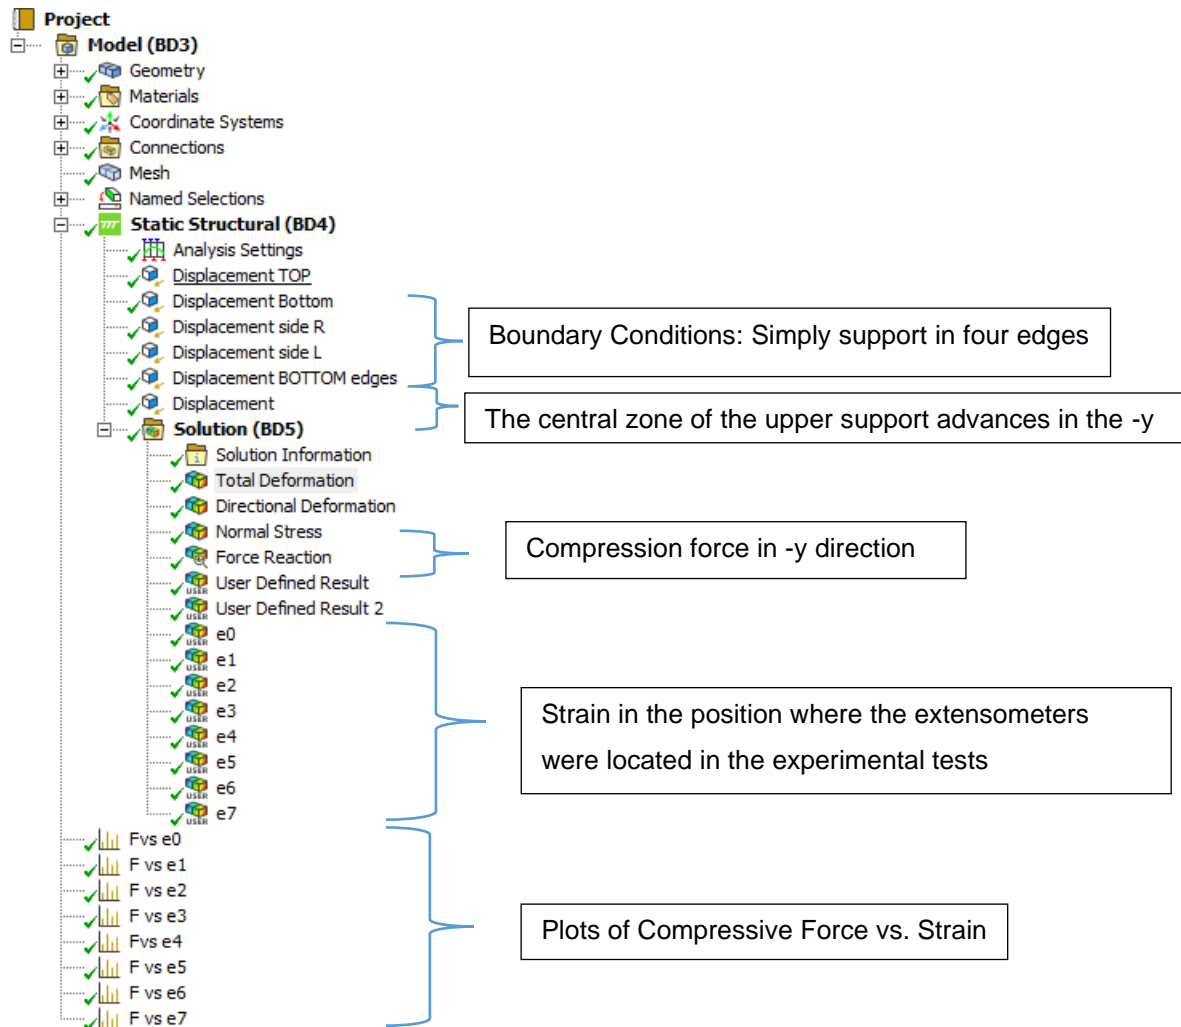 Project
Model (BD3)
Geometry
Materials
Coordinate Systems
Connections
Mesh
Named Selections
Static Structural (BD4)
Analysis Settings
Displacement TOP
Displacement Bottom
Displacement side R
Displacement side L
Displacement BOTTOM edges
Displacement
Boundary Conditions: Simply support in four edges
The central zone of the upper support advances in the -y
Solution (BD5)
Solution Information
Total Deformation
Directional Deformation
Normal Stress
Force Reaction
Compression force in -y direction
User Defined Result
User Defined Result 2
e0
e1
e2
e3
e4
e5
e6
e7
Strain in the position where the extensometers
were located in the experimental tests
Fvs e0
F vs e1
F vs e2
F vs e3
Fvs e4
F vs e5
F vs e6
F vs e7
Plots of Compressive Force vs. Strain